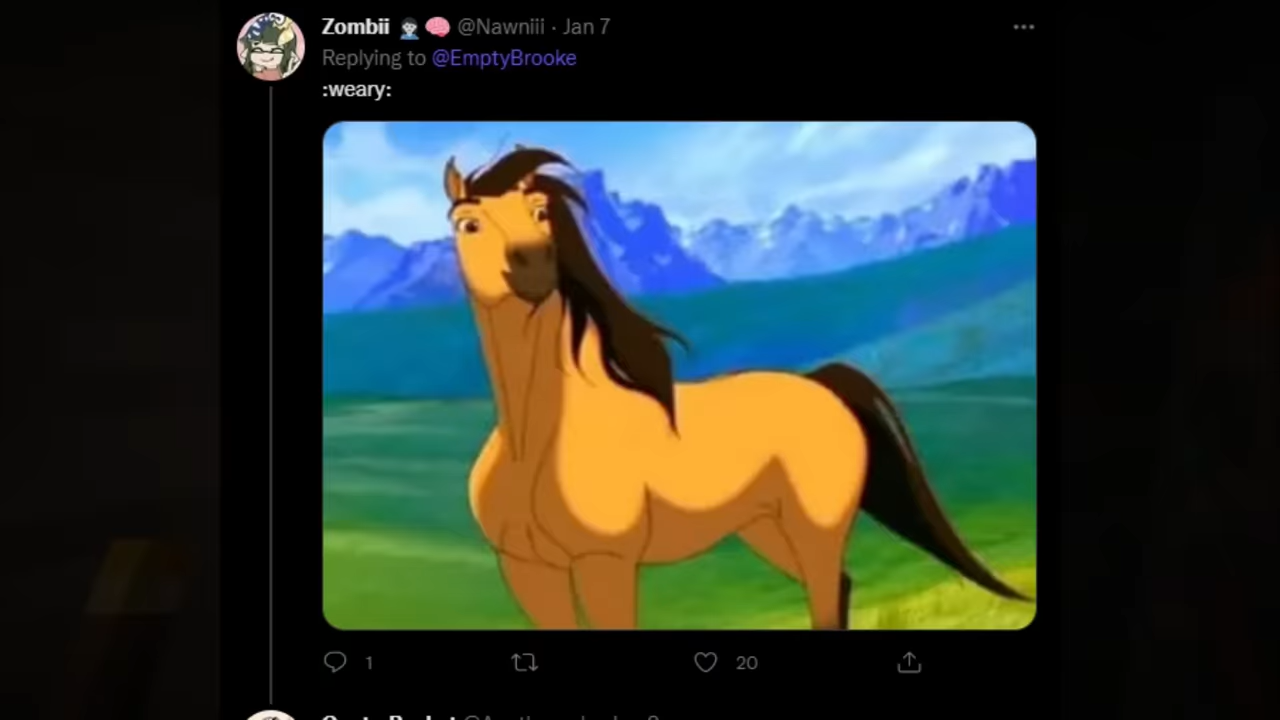 Zombii 🧟🧠 @Nawniii · Jan 7
Replying to @EmptyBrooke
:weary:
1
20